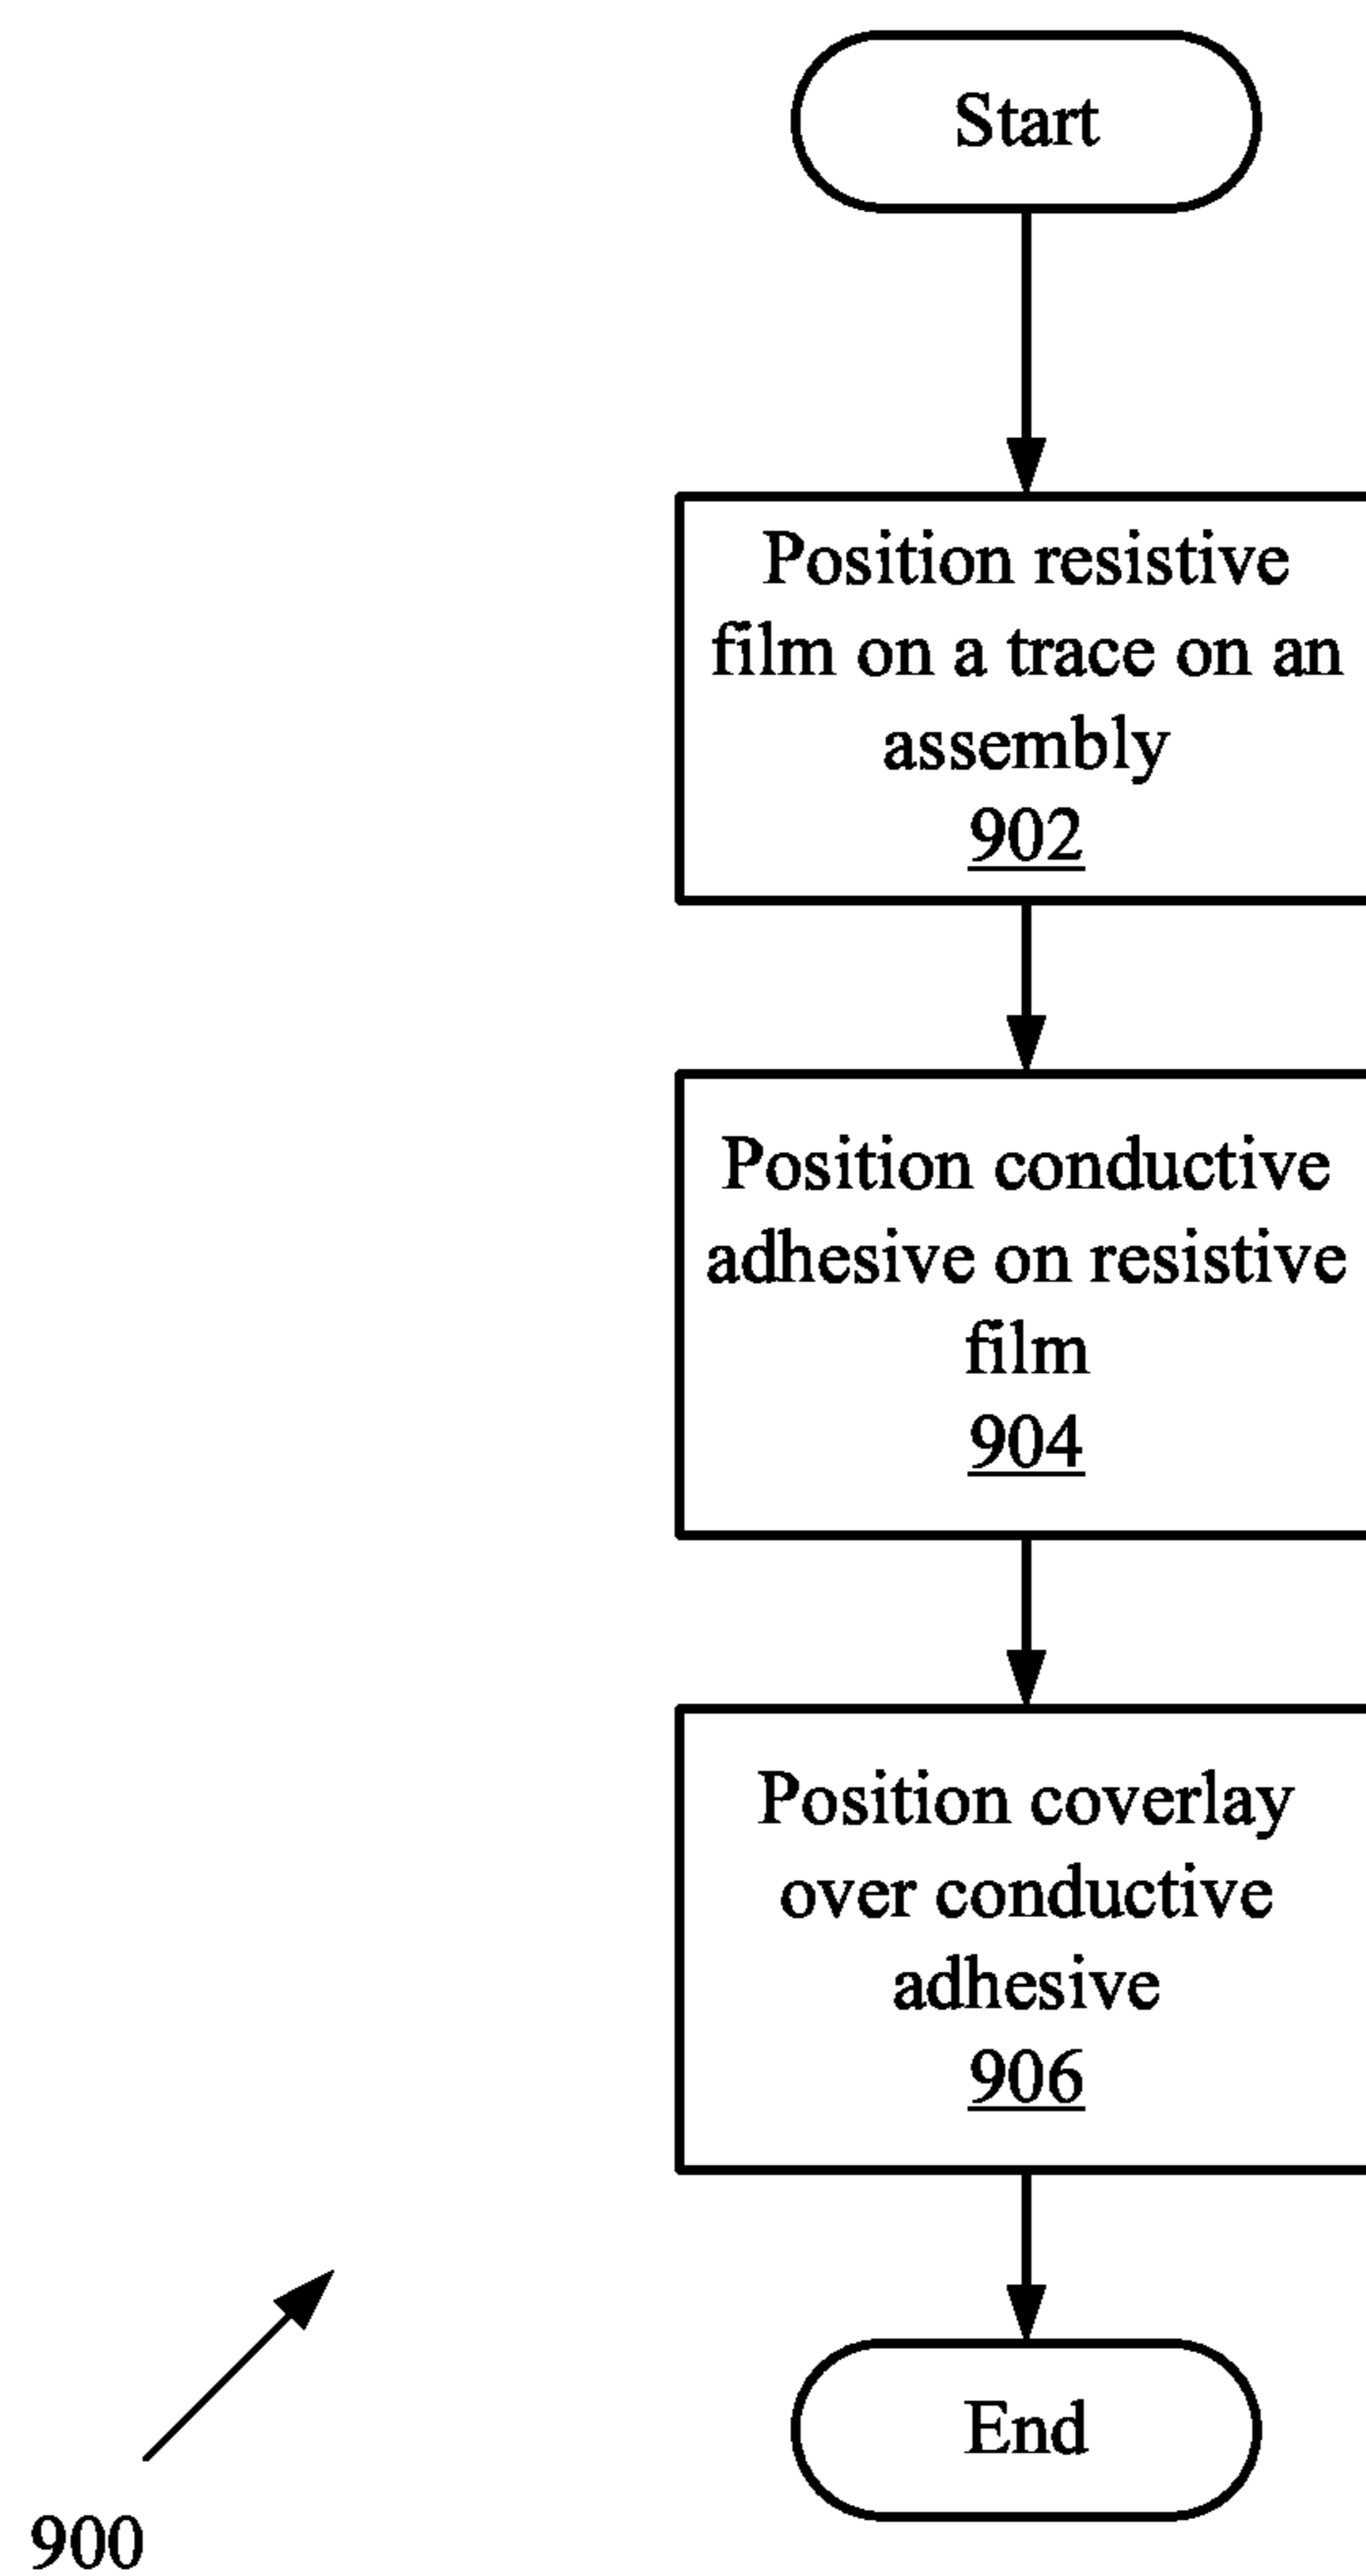 Start
Position resistive
film on a trace on an
assembly
902
Position conductive
adhesive on resistive
film
904
Position coverlay
over conductive
adhesive
906
End
900